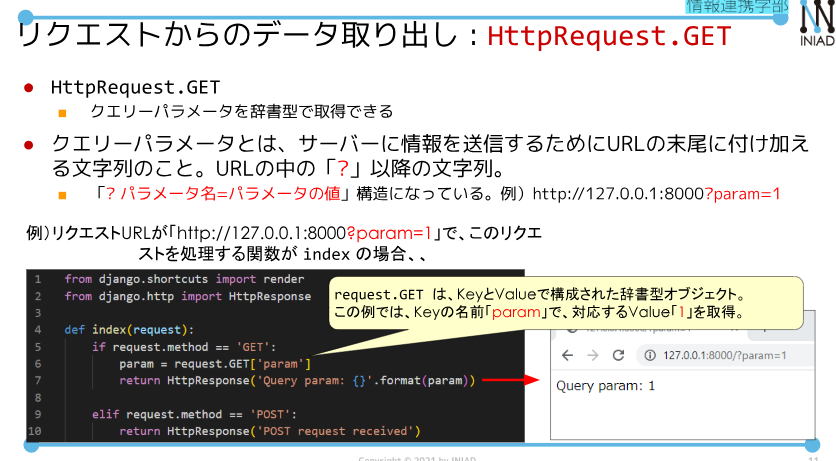 情報連携学部
INIAD
リクエストからのデータ取り出し：HttpRequest.GET
● HttpRequest.GET
■ クエリーパラメータを辞書型で取得できる
● クエリーパラメータとは、サーバーに情報を送信するためにURLの末尾に付け加え
る文字列のこと。URLの中の「?」以降の文字列。
■ 「? パラメータ名=パラメータの値」構造になっている。例）http://127.0.0.1:8000?param=1
例）リクエストURLが「http://127.0.0.1:8000?param=1」で、このリクエ
ストを処理する関数が index の場合、、
1 from django.shortcuts import render
2 from django.http import HttpResponse
3
4 def index(request):
5 if request.method == 'GET':
6 param = request.GET['param']
7 return HttpResponse('Query param: {}'.format(param))
8
9 elif request.method == 'POST':
10 return HttpResponse('POST request received')
request.GET は、KeyとValueで構成された辞書型オブジェクト。
この例では、Keyの名前「param」で、対応するValue「1」を取得。
127.0.0.1:8000/?param=1
Query param: 1
Copyright © 2021 by INIAD
11